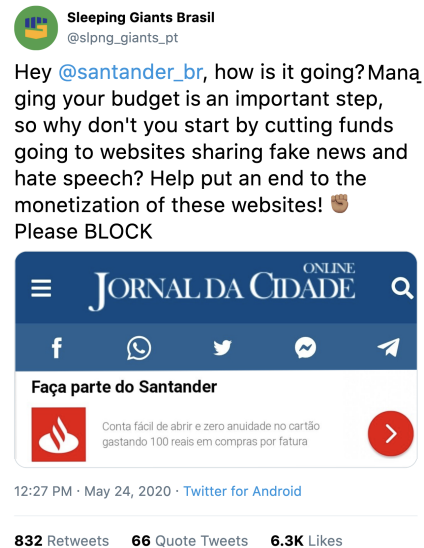 Sleeping Giants Brasil
@slpng_giants_pt
Hey @santander_br, how is it going? Mana_
ging your budget is an important step,
so why don't you start by cutting funds
going to websites sharing fake news and
hate speech? Help put an end to the
monetization of these websites! ✊🏽
Please BLOCK
JORNAL DA CIDADE
ONLINE
Faça parte do Santander
Conta fácil de abrir e zero anuidade no cartão
gastando 100 reais em compras por fatura
12:27 PM · May 24, 2020 · Twitter for Android
832 Retweets 66 Quote Tweets 6.3K Likes